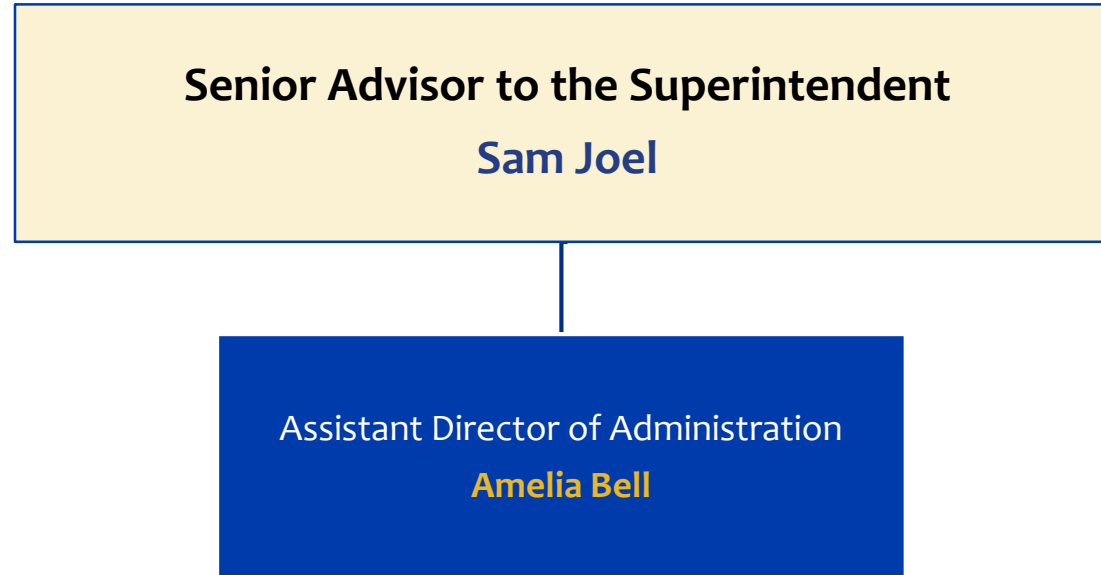 Senior Advisor to the Superintendent
Sam Joel
Assistant Director of Administration
Amelia Bell